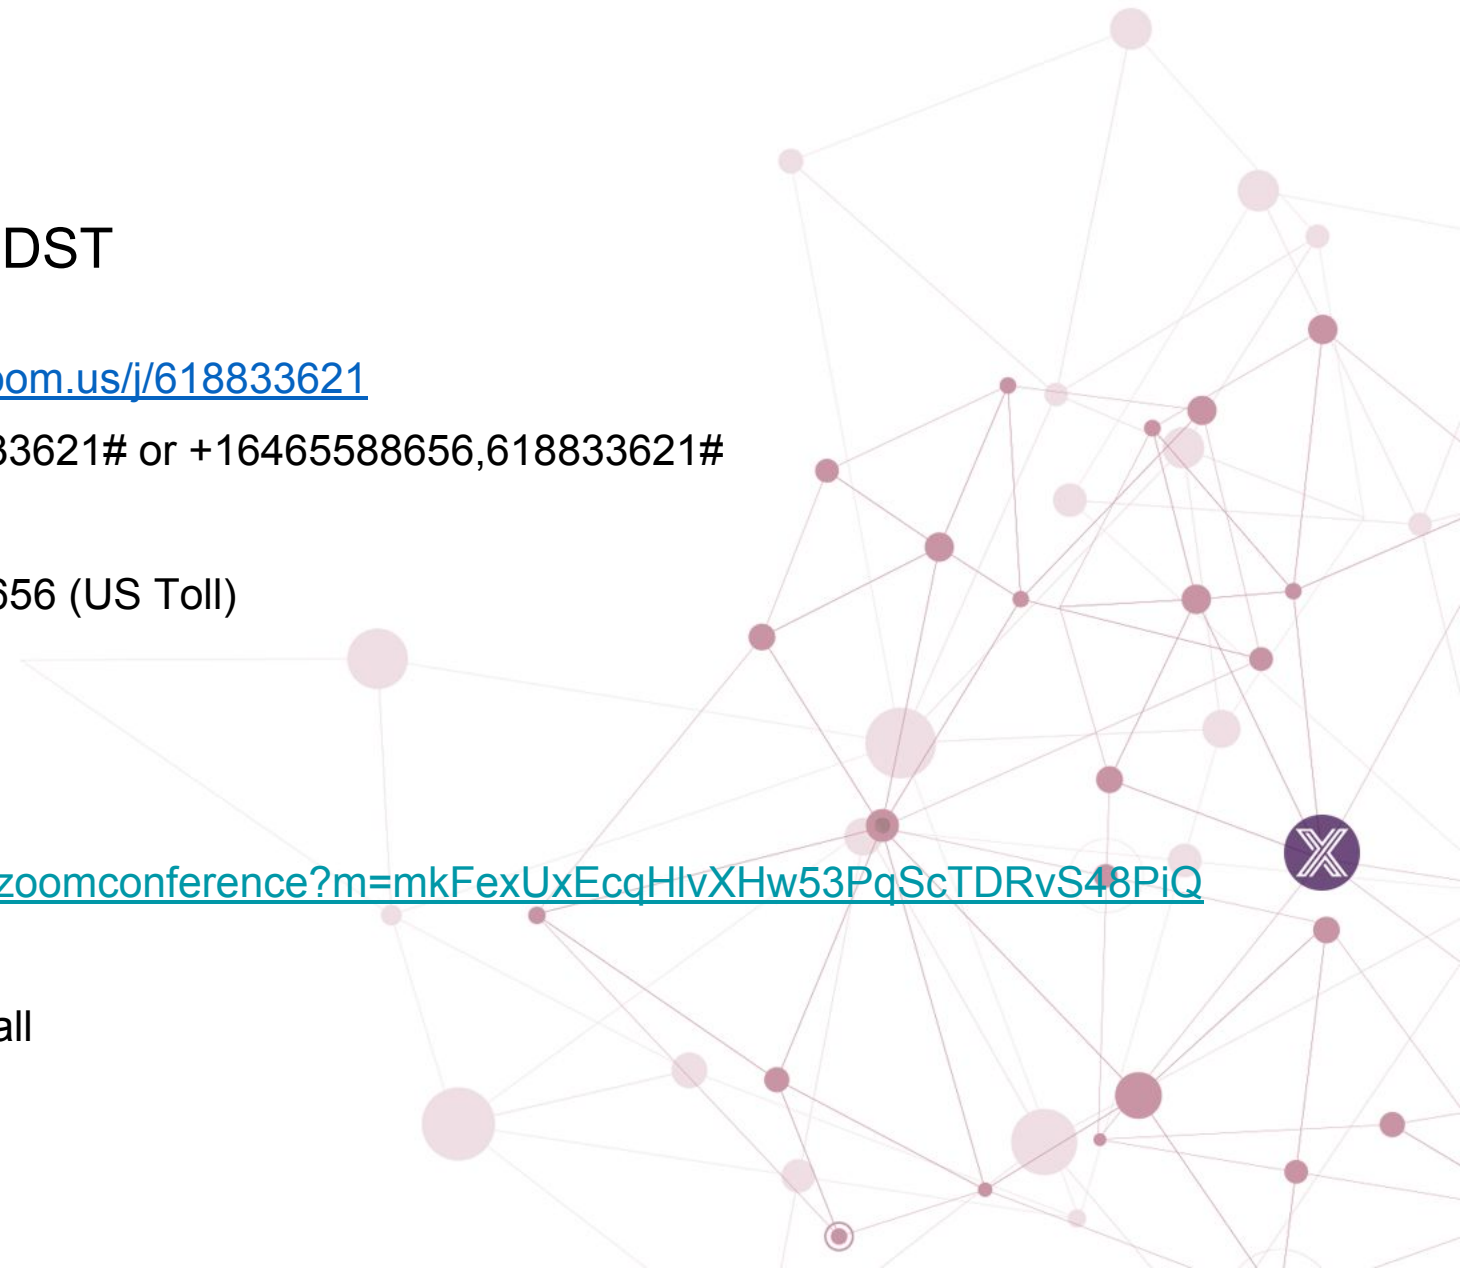 DST
oom.us/j/618833621
33621# or +16465588656,618833621#
656 (US Toll)
zoomconference?m=mkFexUxEcqHlvXHw53PqScTDRvS48PiQ
all